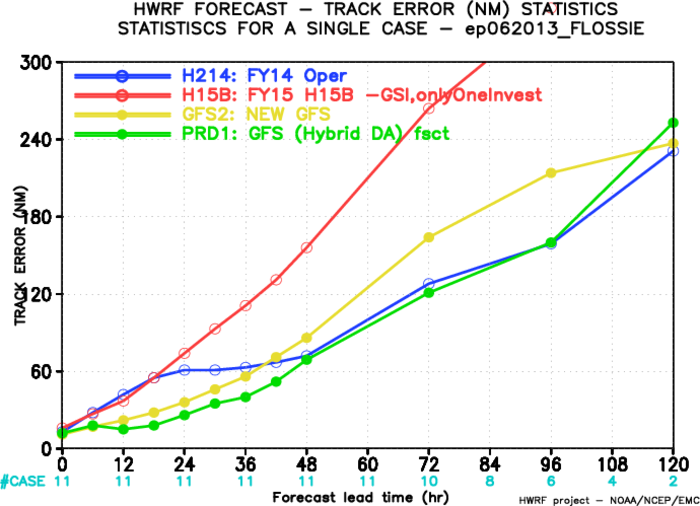 HWRF FORECAST – TRACK ERROR (NM) STATISTICS
STATISTISCS FOR A SINGLE CASE – ep062013_FLOSSIE
H214: FY14 Oper
H15B: FY15 H15B –GSI,onlyOneInvest
GFS2: NEW GFS
PRD1: GFS (Hybrid DA) fsct
TRACK ERROR (NM)
300
240
180
120
60
0
0 12 24 36 48 60 72 84 96 108 120
#CASE 11 11 11 11 11 11 10 8 6 4 2
Forecast lead time (hr)
HWRF project – NOAA/NCEP/EMC